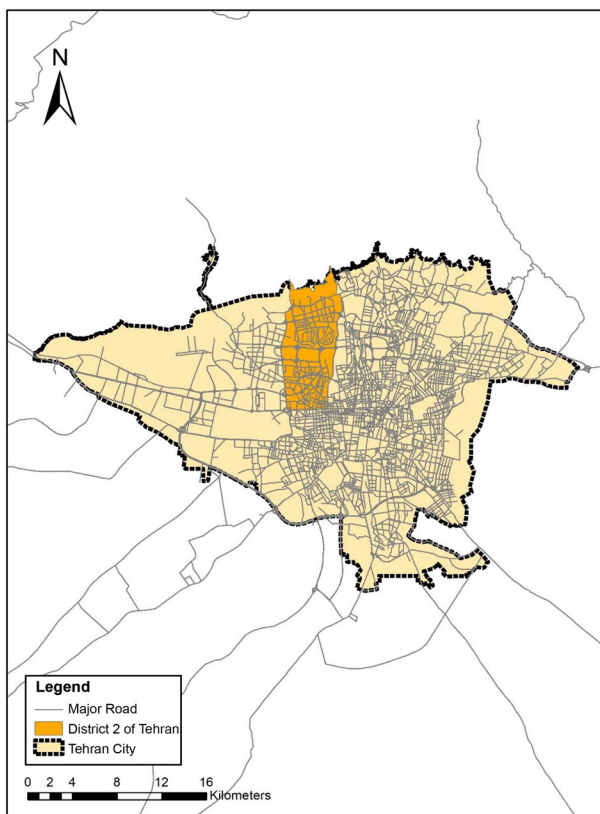 N
Legend
Major Road
District 2 of Tehran
Tehran City
0 2 4 8 12 16
Kilometers